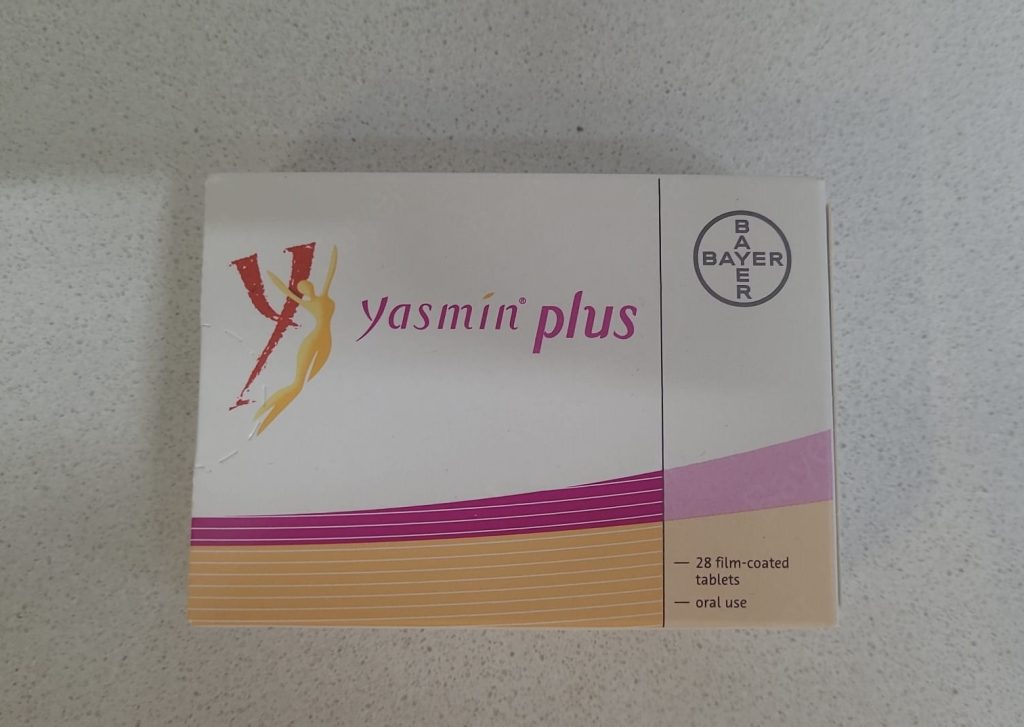 Y
yasmin® plus
BAYER
BAYER
28 film-coated
tablets
oral use